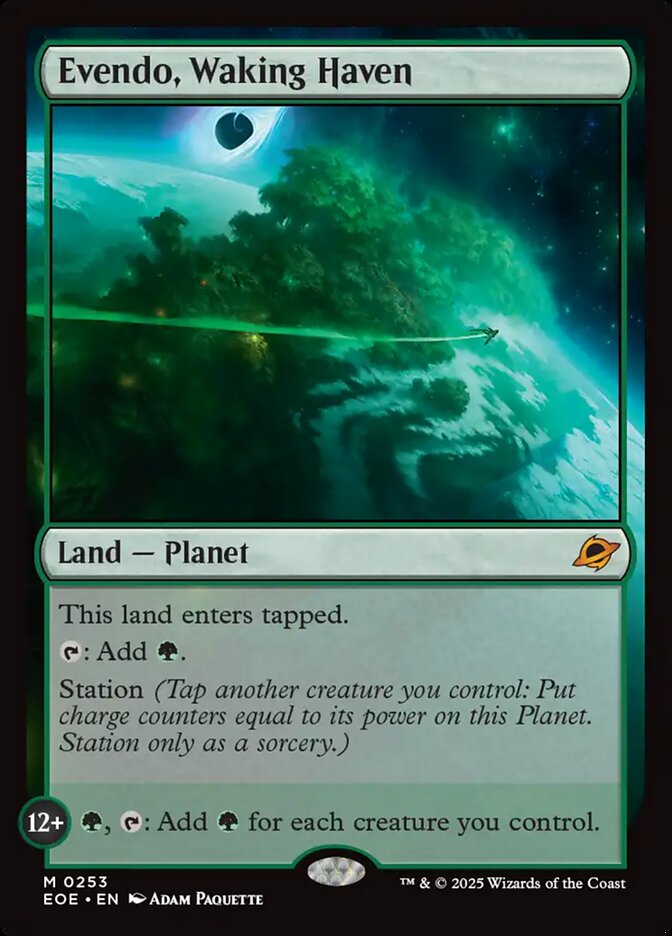 Evendo, Waking Haven
Land — Planet
This land enters tapped.
: Add .
Station (Tap another creature you control: Put
charge counters equal to its power on this Planet.
Station only as a sorcery.)
12+ , : Add for each creature you control.
M 0253
EOE • EN Adam Paquette
™ & © 2025 Wizards of the Coast